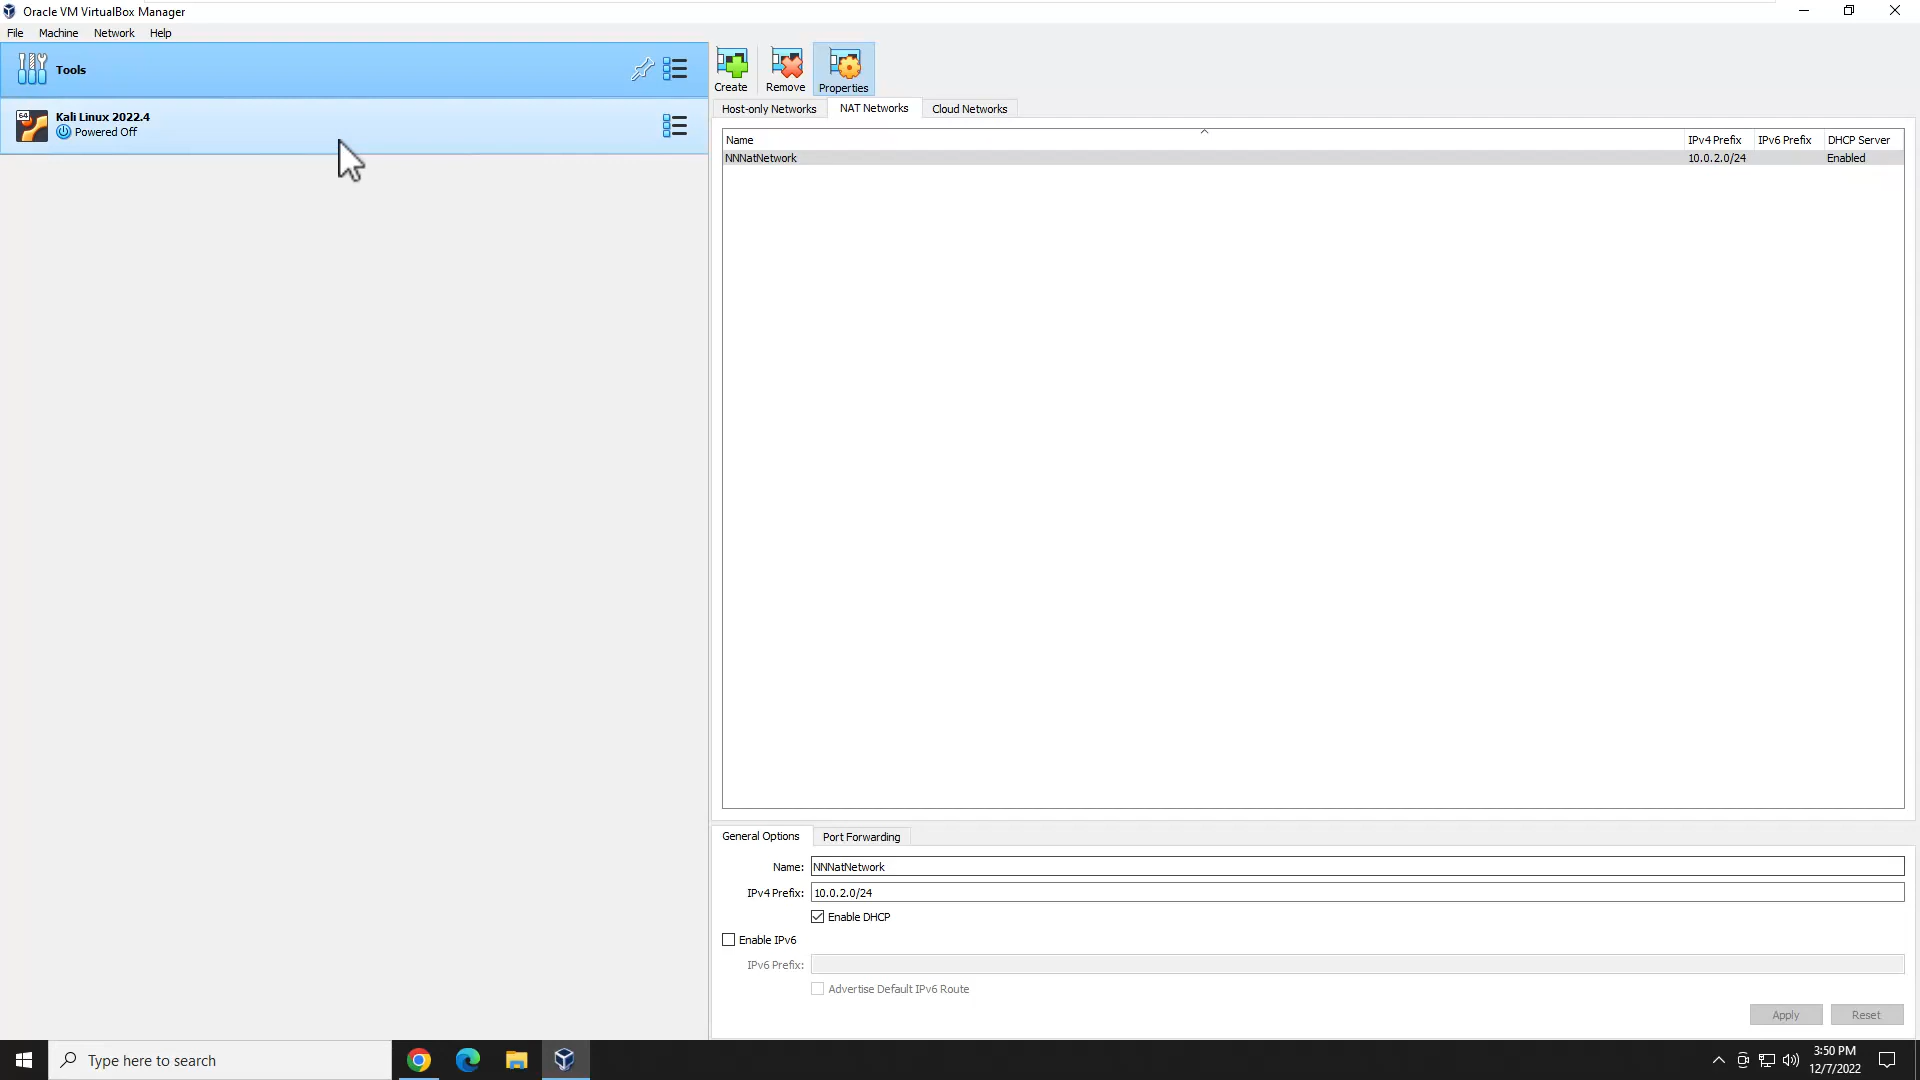 Oracle VM VirtualBox Manager
File Machine Network Help
Tools
64
Kali Linux 2022.4
Powered Off
Create Remove Properties
Host-only Networks NAT Networks Cloud Networks
Name IPv4 Prefix IPv6 Prefix DHCP Server
NNNatNetwork 10.0.2.0/24 Enabled
General Options Port Forwarding
Name: NNNatNetwork
IPv4 Prefix: 10.0.2.0/24
Enable DHCP
Enable IPv6
IPv6 Prefix:
Advertise Default IPv6 Route
Apply Reset
Type here to search
3:50 PM
12/7/2022